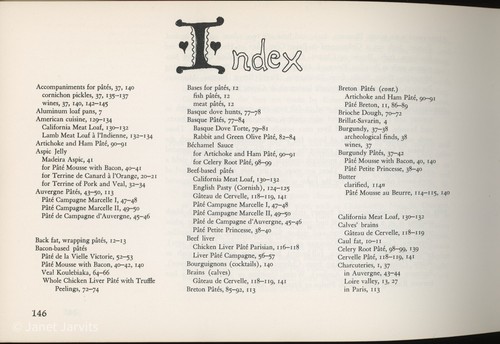 Index
Accompaniments for pâtés, 37, 140
cornichon pickles, 37, 135–137
wines, 37, 140, 142–145
Aluminum loaf pans, 7
American cuisine, 129–134
California Meat Loaf, 130–132
Lamb Meat Loaf à l'Indienne, 132–134
Artichoke and Ham Pâté, 90–91
Aspic Jelly
Madeira Aspic, 41
for Pâté Mousse with Bacon, 40–41
for Terrine de Canard à l'Orange, 20–21
for Terrine of Pork and Veal, 32–34
Auvergne Pâtés, 43–50, 113
Pâté Campagne Marcelle I, 47–48
Pâté Campagne Marcelle II, 49–50
Pâté de Campagne d'Auvergne, 45–46
Back fat, wrapping pâtés, 12–13
Bacon-based pâtés
Pâté de la Vielle Victorie, 52–53
Pâté Mousse with Bacon, 40–42, 140
Veal Koulebiaka, 64–66
Whole Chicken Liver Pâté with Truffle
Peelings, 72–74
Bases for pâtés, 12
fish pâtés, 12
meat pâtés, 12
Basque dove hunts, 77–78
Basque Pâtés, 77–84
Basque Dove Torte, 79–81
Rabbit and Green Olive Pâté, 82–84
Béchamel Sauce
for Artichoke and Ham Pâté, 90–91
for Celery Root Pâté, 98–99
Beef-based pâtés
California Meat Loaf, 130–132
English Pasty (Cornish), 124–125
Gâteau de Cervelle, 118–119, 141
Pâté Campagne Marcelle I, 47–48
Pâté Campagne Marcelle II, 49–50
Pâté de Campagne d'Auvergne, 45–46
Pâté Petite Princesse, 38–40
Beef liver
Chicken Liver Pâté Parisian, 116–118
Liver Pâté Campagne, 56–57
Bourguignons (cocktails), 140
Brains (calves)
Gâteau de Cervelle, 118–119, 141
Breton Pâtés, 85–92, 113
Breton Pâtés (cont.)
Artichoke and Ham Pâté, 90–91
Pâté Breton, 11, 86–89
Brioche Dough, 70–72
Brillat-Savarin, 4
Burgundy, 37–38
archeological finds, 38
wines, 37
Burgundy Pâtés, 37–42
Pâté Mousse with Bacon, 40, 140
Pâté Petite Princesse, 38–40
Butter
clarified, 114n
Pâté Mousse au Beurre, 114–115, 140
California Meat Loaf, 130–132
Calves' brains
Gâteau de Cervelle, 118–119
Caul fat, 10–11
Celery Root Pâté, 98–99, 139
Cervelle Pâté, 118–119, 141
Charcuteries, 1, 37
in Auvergne, 43–44
Loire valley, 13, 27
in Paris, 113
146
© Janet Jarvits